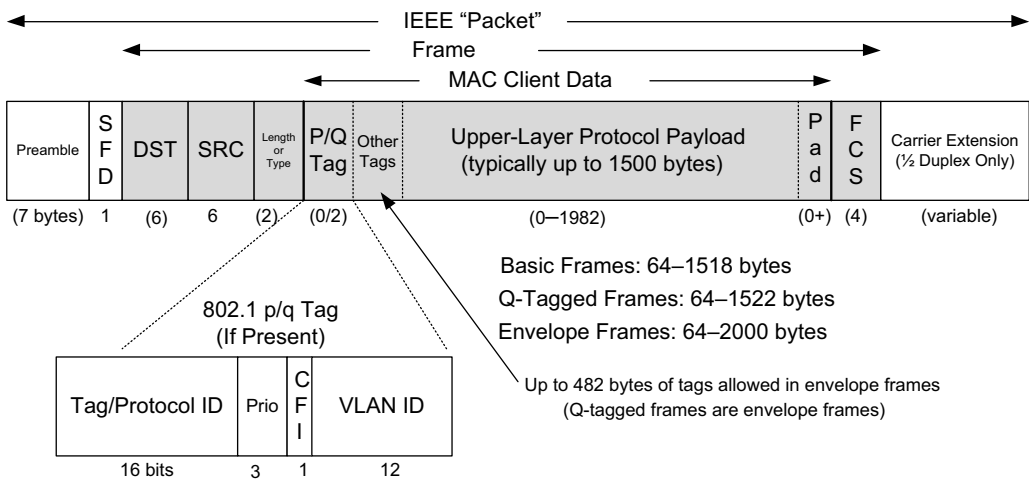 IEEE “Packet”
Frame
MAC Client Data
Preamble
S
F
D
DST
SRC
Length
or
Type
P/Q
Tag
Other
Tags
Upper-Layer Protocol Payload
(typically up to 1500 bytes)
P
a
d
F
C
S
Carrier Extension
(½ Duplex Only)
(7 bytes)
1
(6)
6
(2)
(0/2)
(0–1982)
(0+)
(4)
(variable)
Basic Frames: 64–1518 bytes
Q-Tagged Frames: 64–1522 bytes
Envelope Frames: 64–2000 bytes
802.1 p/q Tag
(If Present)
Up to 482 bytes of tags allowed in envelope frames
(Q-tagged frames are envelope frames)
Tag/Protocol ID
Prio
C
F
I
VLAN ID
16 bits
3
1
12